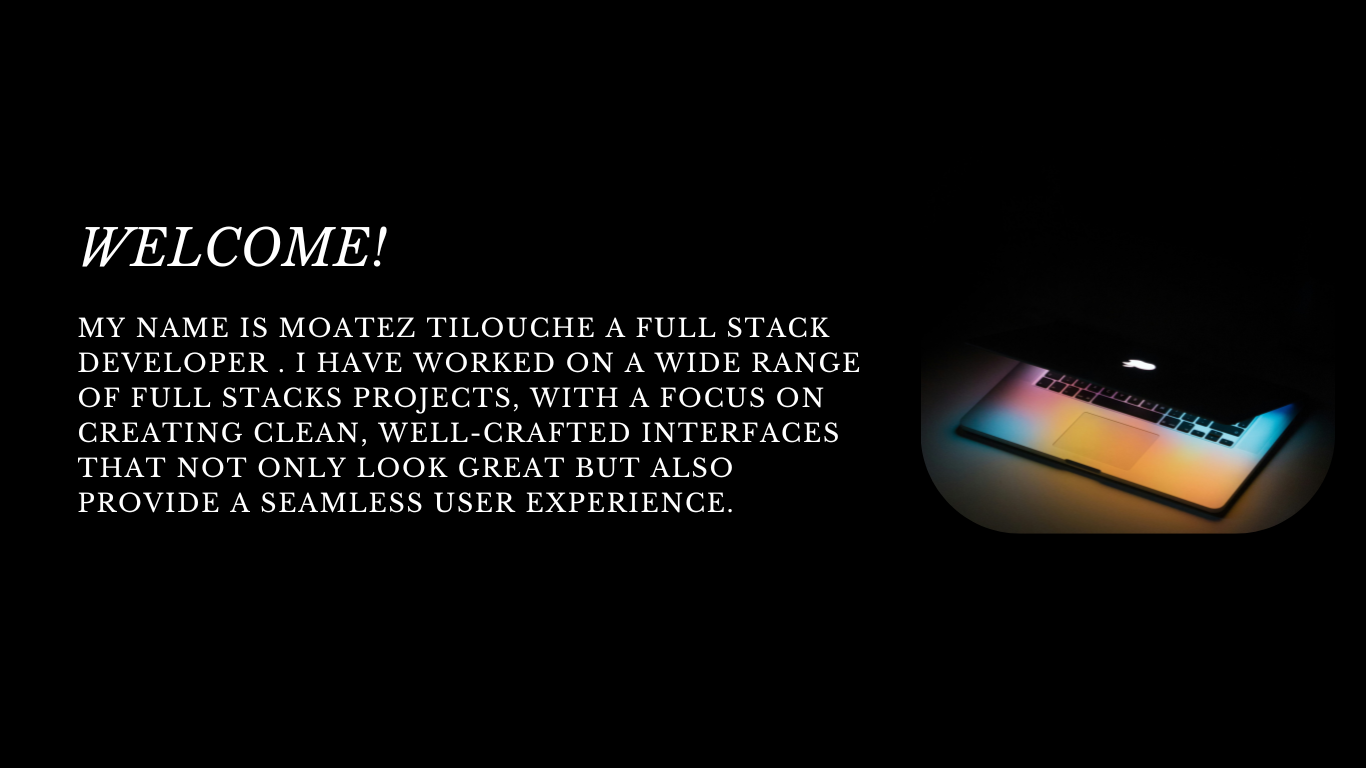 WELCOME!
MY NAME IS MOATEZ TILOUCHE A FULL STACK
DEVELOPER . I HAVE WORKED ON A WIDE RANGE
OF FULL STACKS PROJECTS, WITH A FOCUS ON
CREATING CLEAN, WELL-CRAFTED INTERFACES
THAT NOT ONLY LOOK GREAT BUT ALSO
PROVIDE A SEAMLESS USER EXPERIENCE.